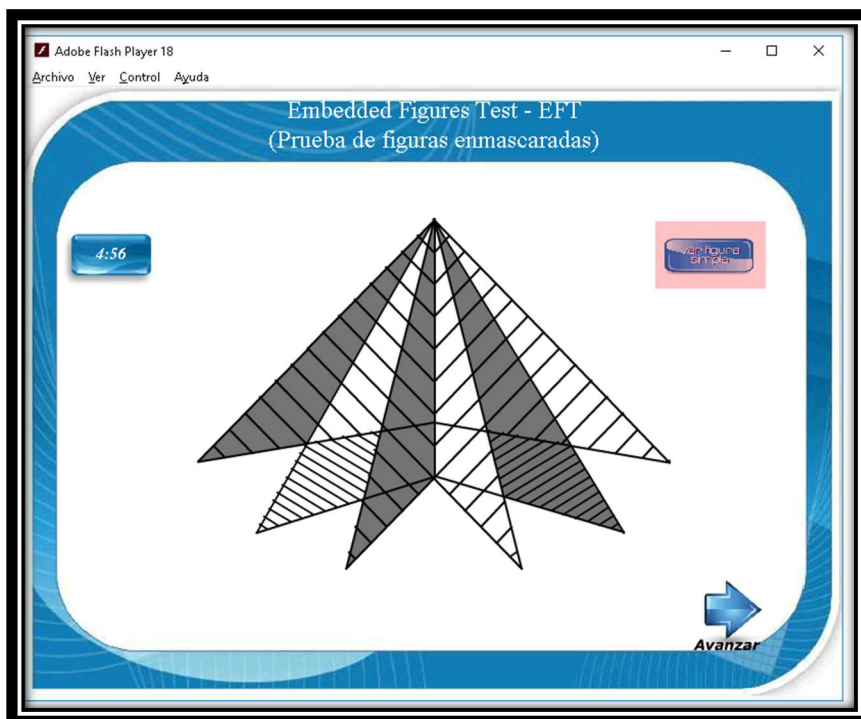 Adobe Flash Player 18
Archivo Ver Control Ayuda
Embedded Figures Test - EFT
(Prueba de figuras enmascaradas)
4:56
ver figura
simple
Avanzar